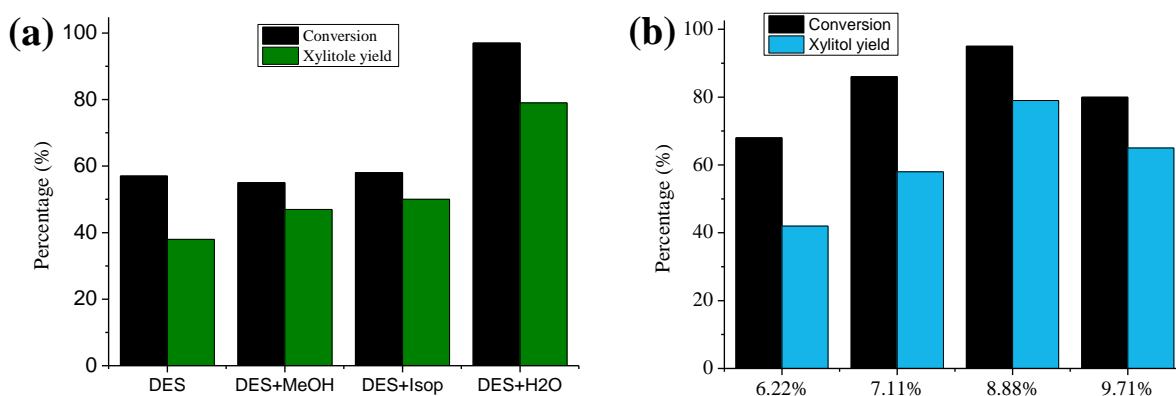 (a)
Percentage (%)
100
80
60
40
20
0
Conversion
Xylitole yield
DES
DES+MeOH
DES+Isop
DES+H2O
(b)
Percentage (%)
100
80
60
40
20
0
Conversion
Xylitol yield
6.22%
7.11%
8.88%
9.71%